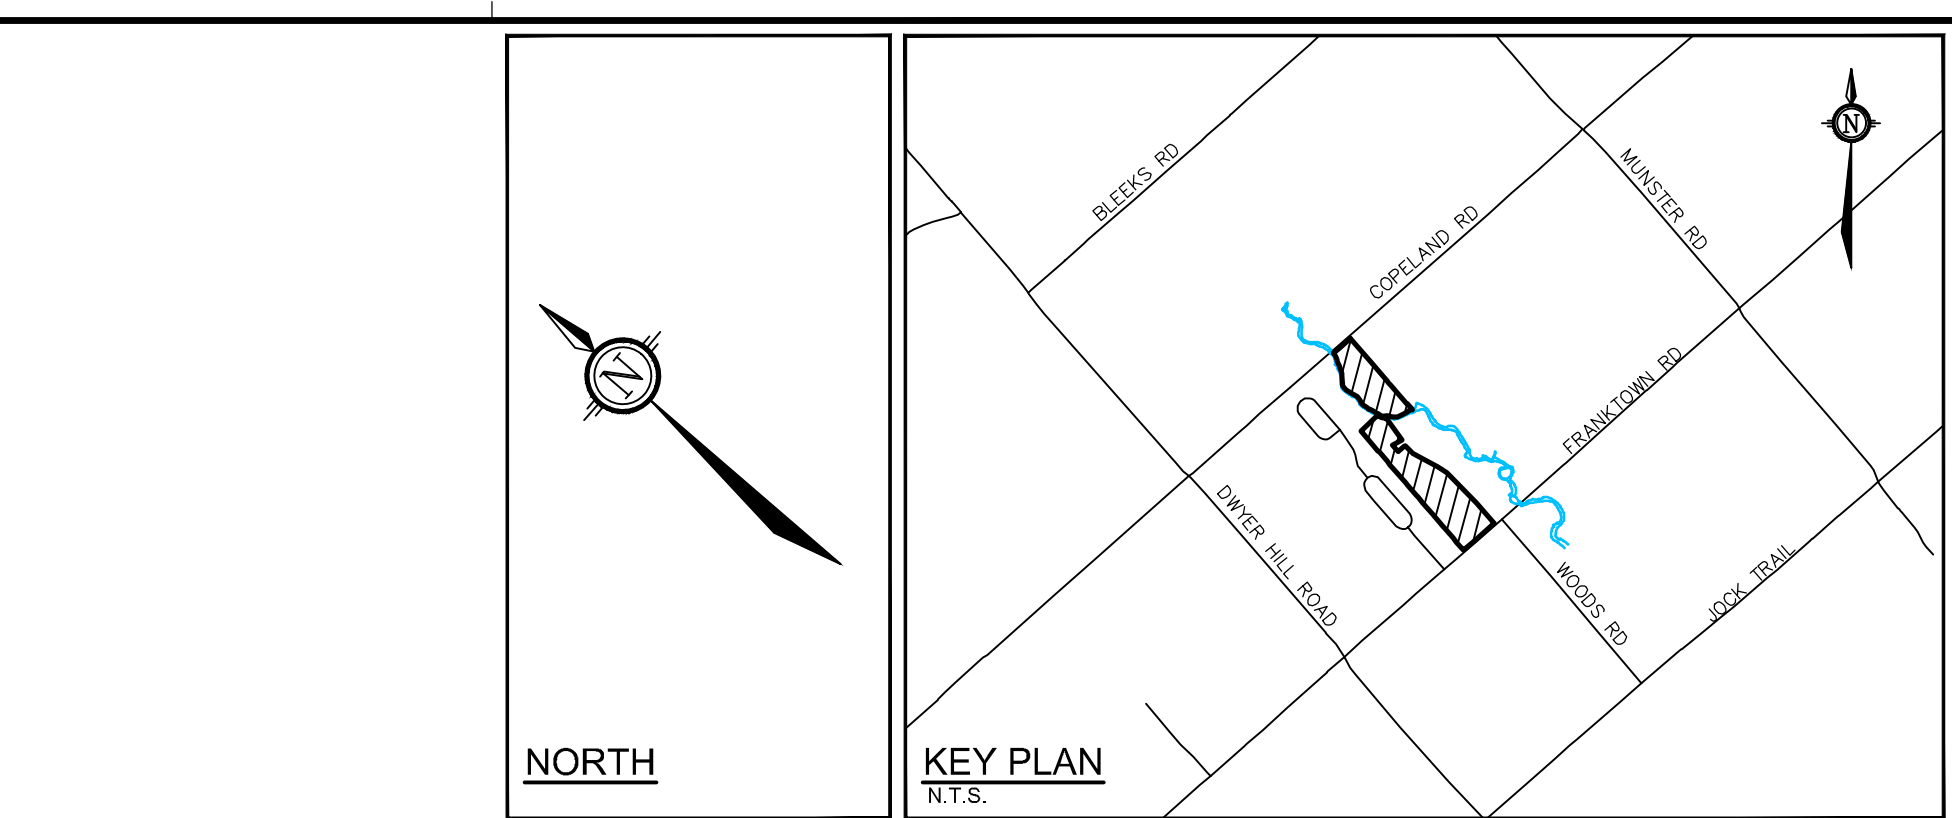 N
NORTH
BLEEKS RD
COPELAND RD
MUNSTER RD
N
FRANKTOWN RD
DWYER HILL ROAD
WOODS RD
JOCK TRAIL
KEY PLAN
N.T.S.